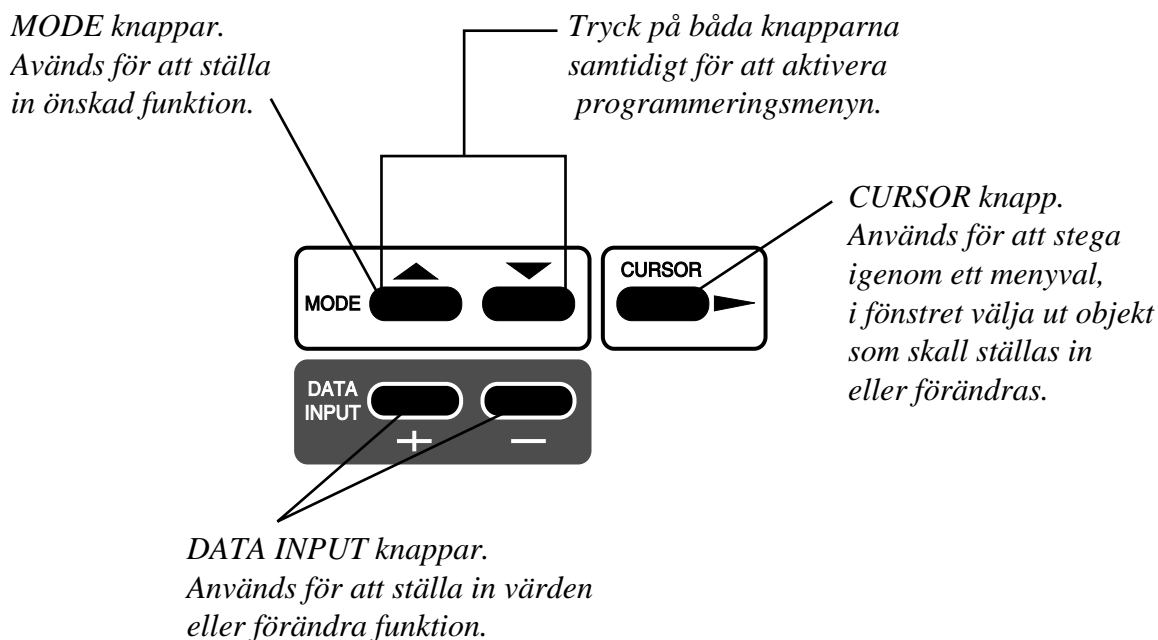 MODE knappar.
Avänds för att ställa
in önskad funktion.
Tryck på båda knapparna
samtidigt för att aktivera
programmeringsmenyn.
CURSOR knapp.
Används för att stega
igenom ett menyval,
i fönstret välja ut objekt
som skall ställas in
eller förändras.
MODE
CURSOR
DATA
INPUT
+
—
DATA INPUT knappar.
Används för att ställa in värden
eller förändra funktion.